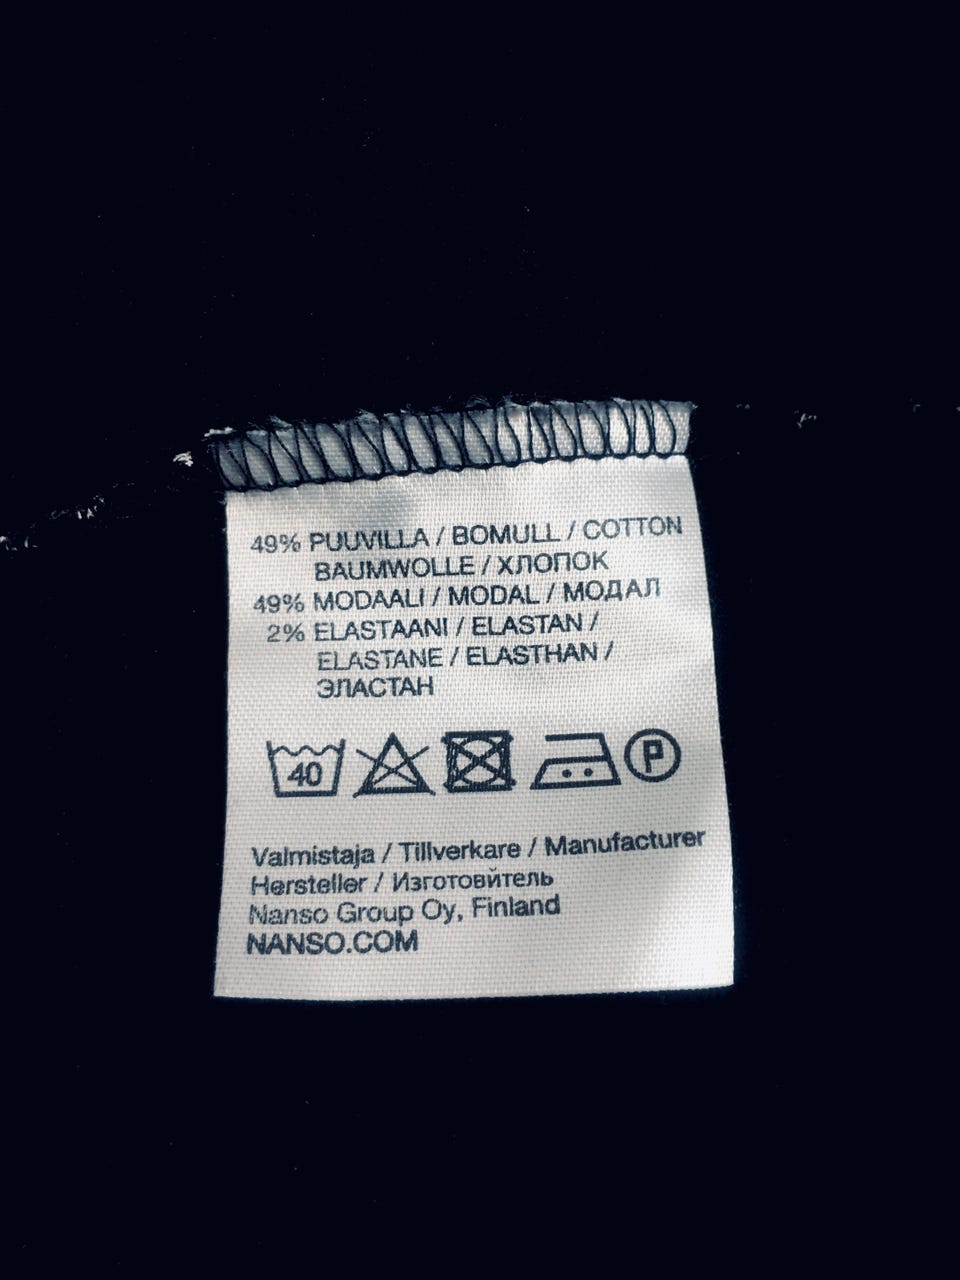 49% PUUVILLA / BOMULL / COTTON
BAUMWOLLE / ХЛОПОК
49% MODAALI / MODAL / МОДАЛ
2% ELASTAANI / ELASTAN /
ELASTANE / ELASTHAN /
ЭЛАСТАН
40 P
Valmistaja / Tillverkare / Manufacturer
Hersteller / Изготовйтель
Nanso Group Oy, Finland
NANSO.COM